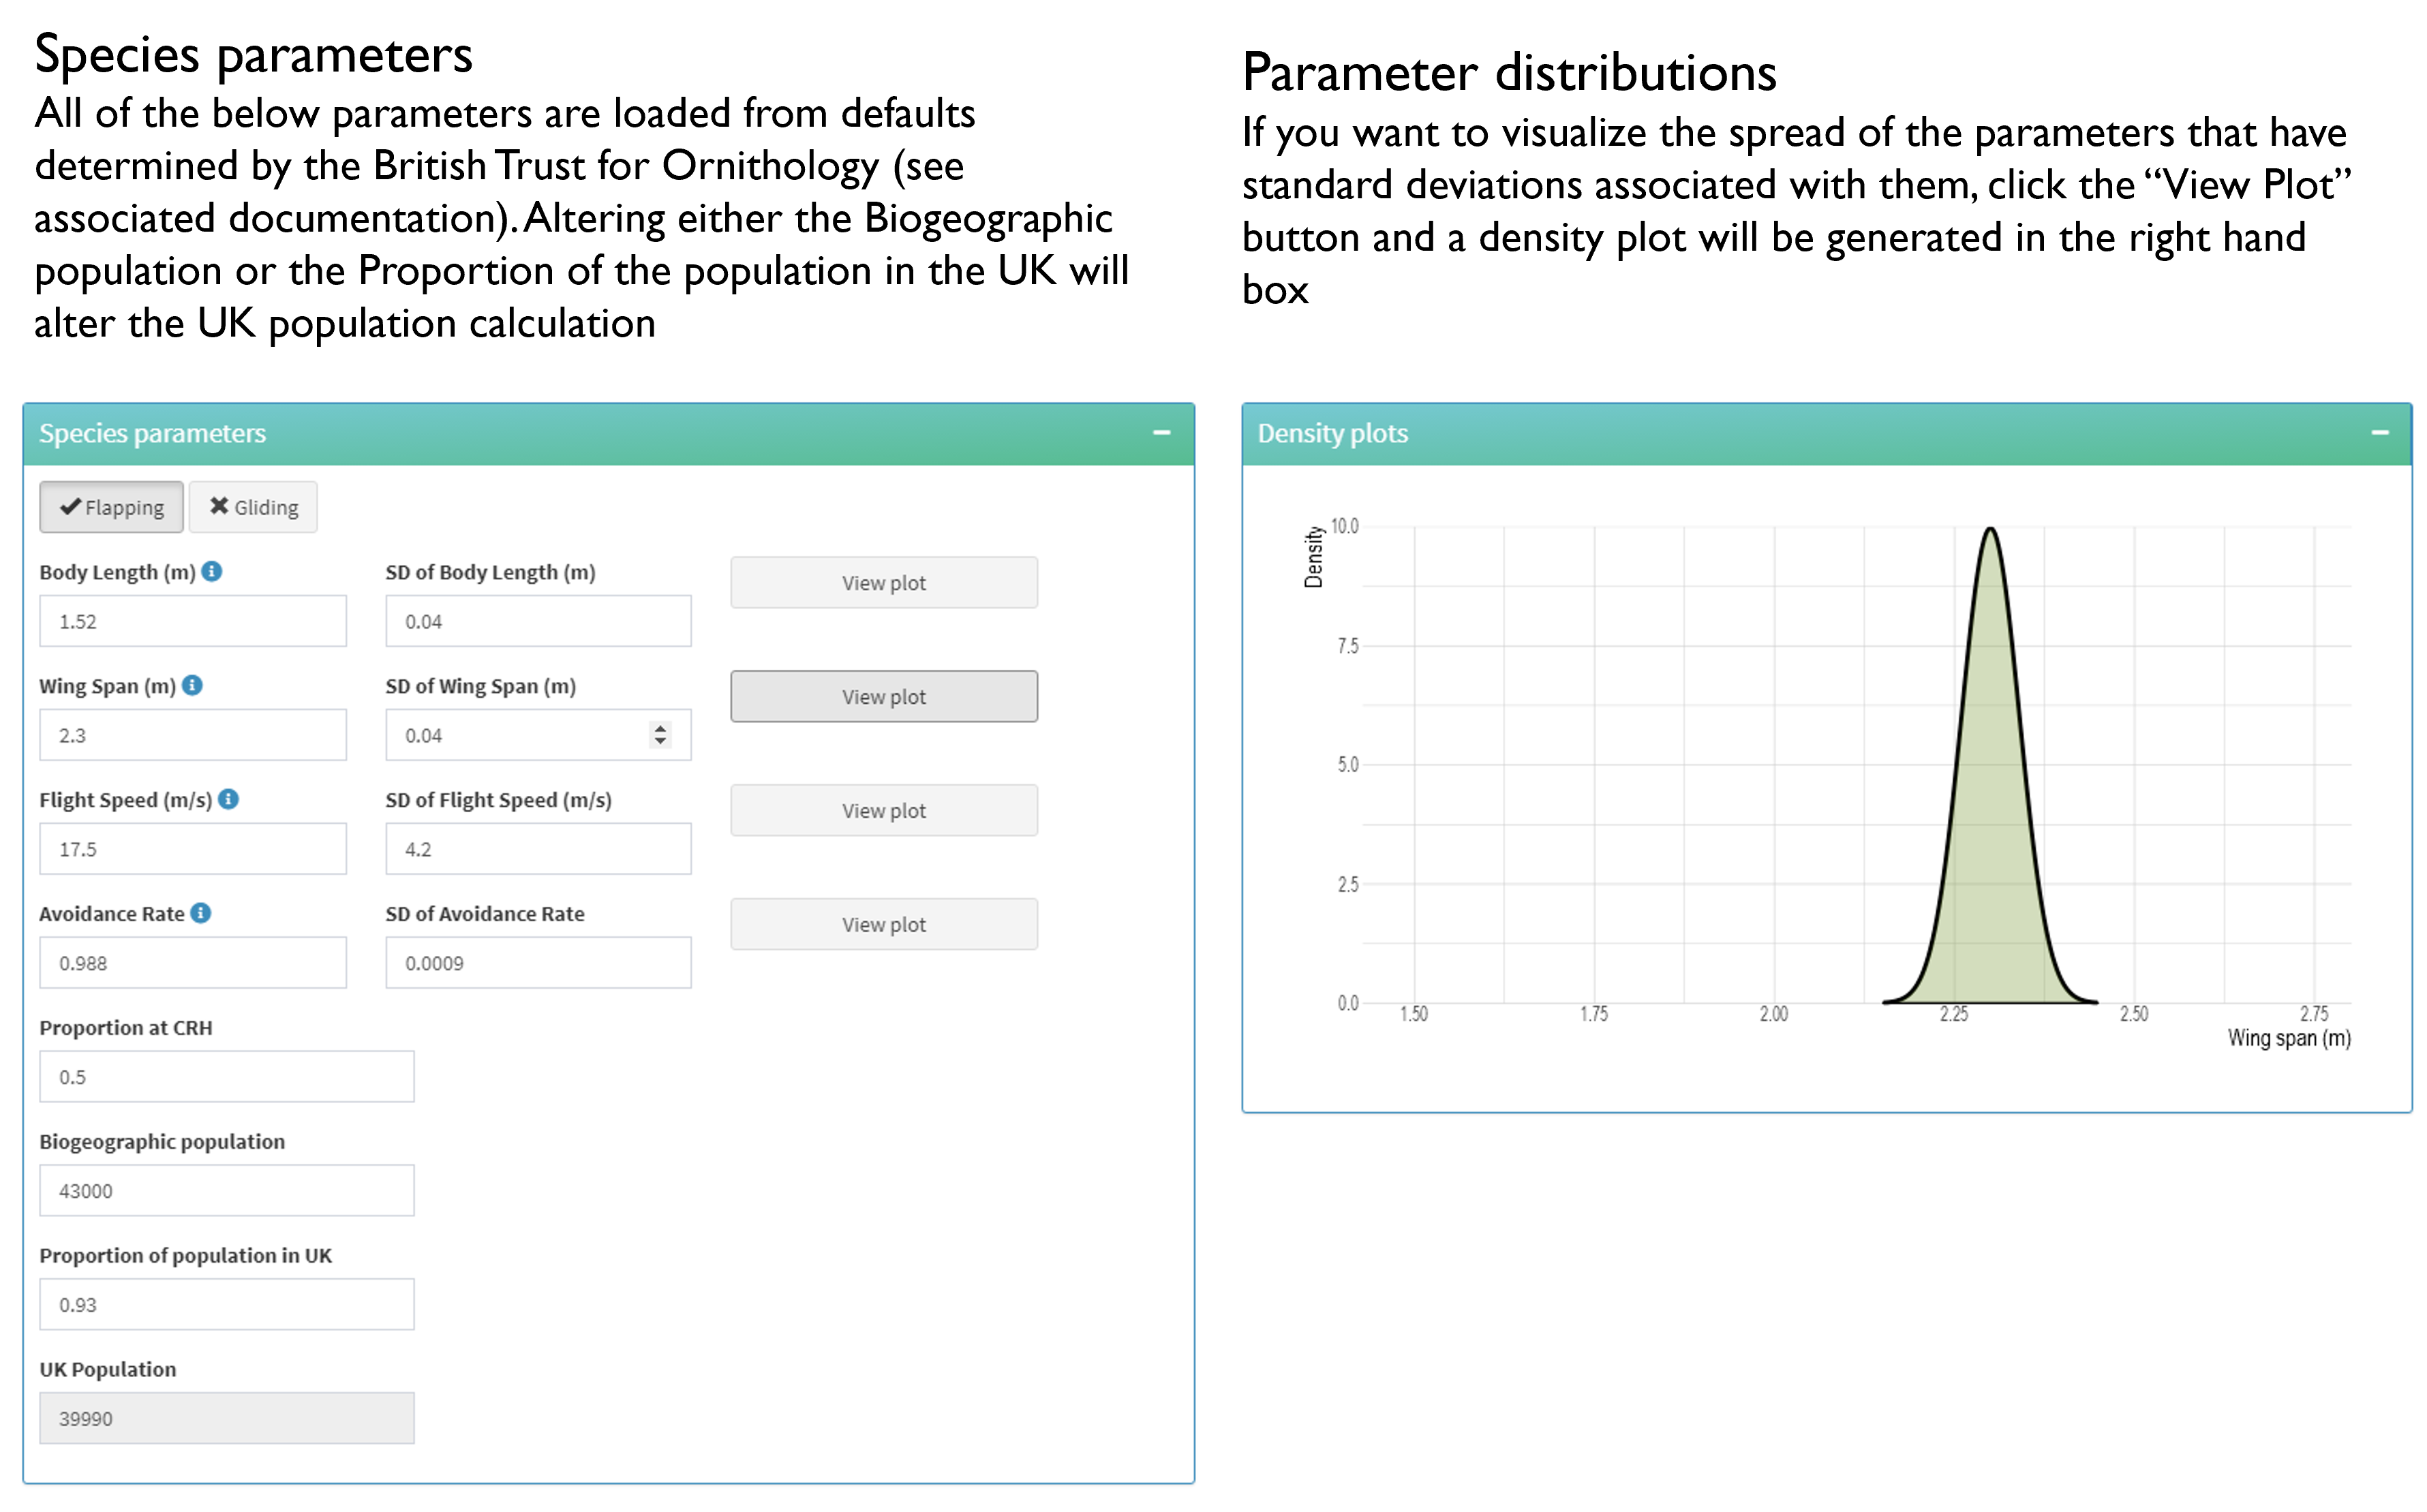 Species parameters
All of the below parameters are loaded from defaults
determined by the British Trust for Ornithology (see
associated documentation). Altering either the Biogeographic
population or the Proportion of the population in the UK will
alter the UK population calculation
Parameter distributions
If you want to visualize the spread of the parameters that have
standard deviations associated with them, click the “View Plot”
button and a density plot will be generated in the right hand
box
Species parameters
Flapping
Gliding
Body Length (m)
SD of Body Length (m)
View plot
1.52
0.04
Wing Span (m)
SD of Wing Span (m)
View plot
2.3
0.04
Flight Speed (m/s)
SD of Flight Speed (m/s)
View plot
17.5
4.2
Avoidance Rate
SD of Avoidance Rate
View plot
0.988
0.0009
Proportion at CRH
0.5
Biogeographic population
43000
Proportion of population in UK
0.93
UK Population
39990
Density plots
Density
10.0
7.5
5.0
2.5
0.0
1.50 1.75 2.00 2.25 2.50 2.75
Wing span (m)